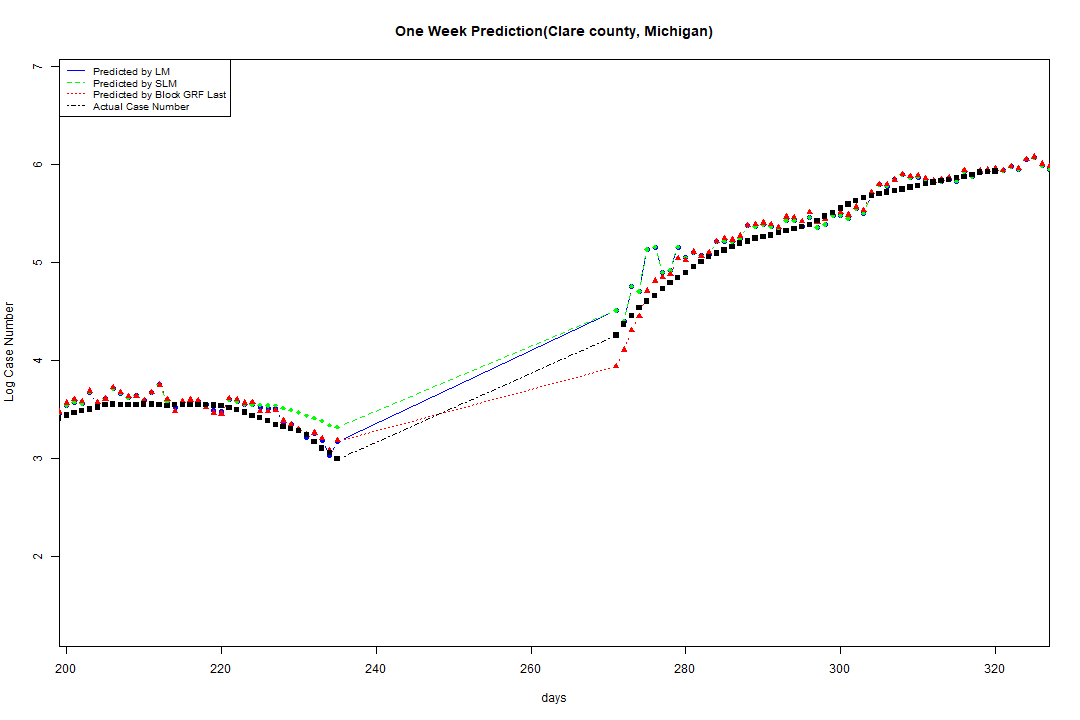 One Week Prediction(Clare county, Michigan)
Predicted by LM
Predicted by SLM
Predicted by Block GRF Last
Actual Case Number
7
6
5
4
3
2
Log Case Number
200 220 240 260 280 300 320
days